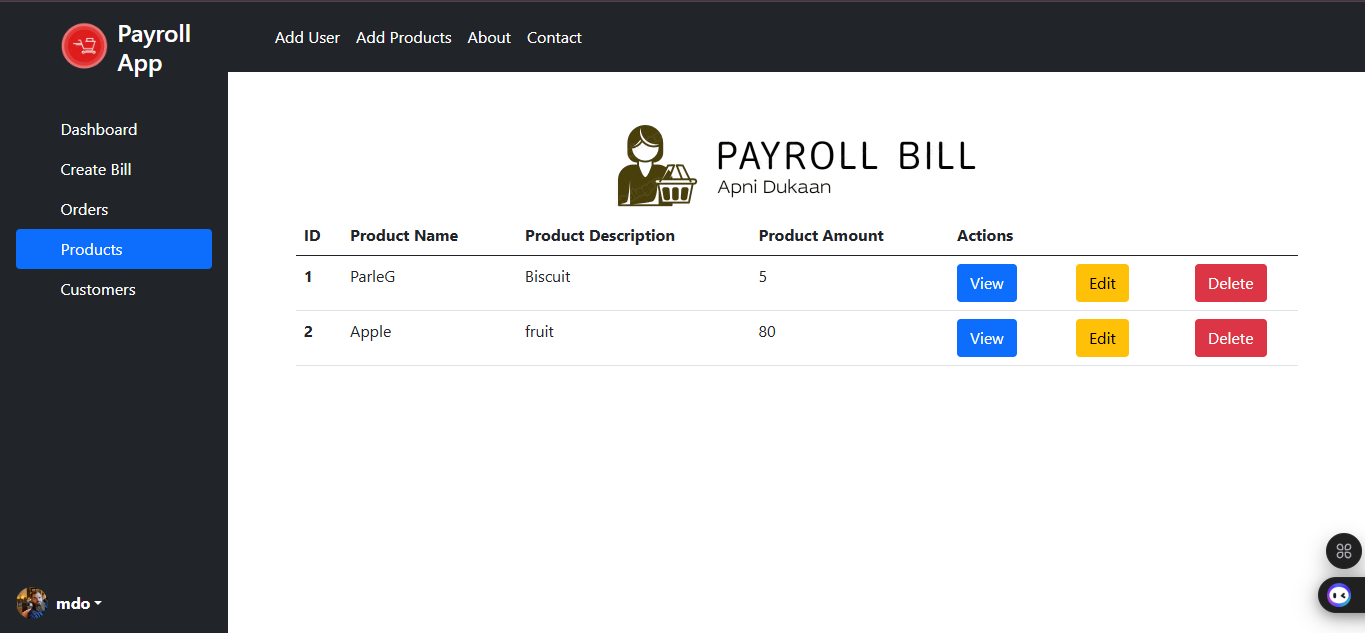 Payroll
App
Add User Add Products About Contact
Dashboard
Create Bill
Orders
Products
Customers
mdo
PAYROLL BILL
Apni Dukaan
ID Product Name Product Description Product Amount Actions
1 ParleG Biscuit 5 View Edit Delete
2 Apple fruit 80 View Edit Delete